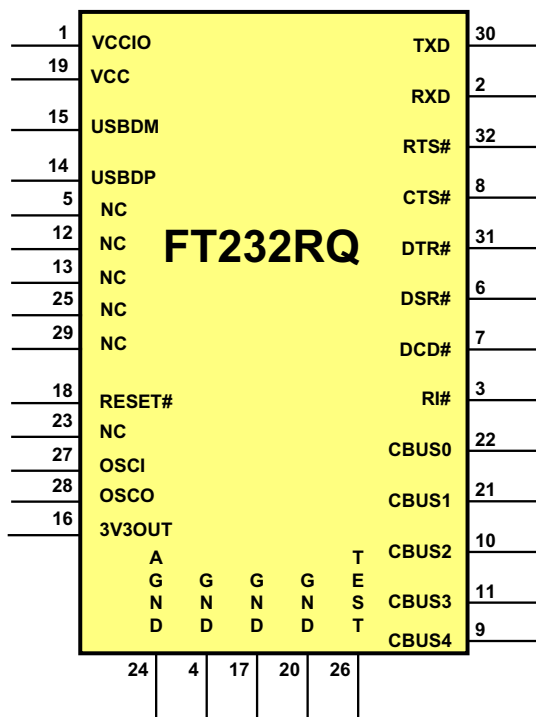 1 VCCIO
19 VCC
15 USBDM
14 USBDP
5 NC
12 NC
13 NC
25 NC
29 NC
18 RESET#
23 NC
27 OSCI
28 OSCO
16 3V3OUT
FT232RQ
TXD 30
RXD 2
RTS# 32
CTS# 8
DTR# 31
DSR# 6
DCD# 7
RI# 3
CBUS0 22
CBUS1 21
CBUS2 10
CBUS3 11
CBUS4 9
AGND
GND
GND
GND
TEST
24
4
17
20
26